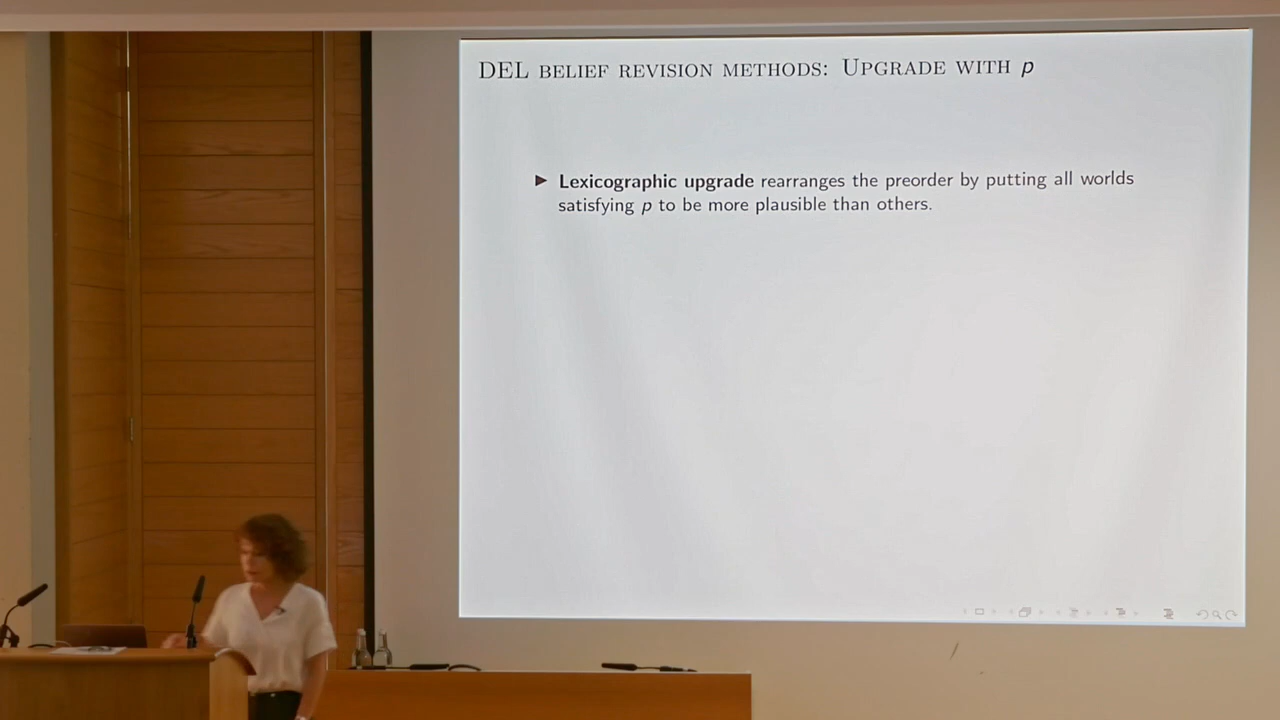 DEL BELIEF REVISION METHODS: UPGRADE WITH p
▶ Lexicographic upgrade rearranges the preorder by putting all worlds
satisfying p to be more plausible than others.